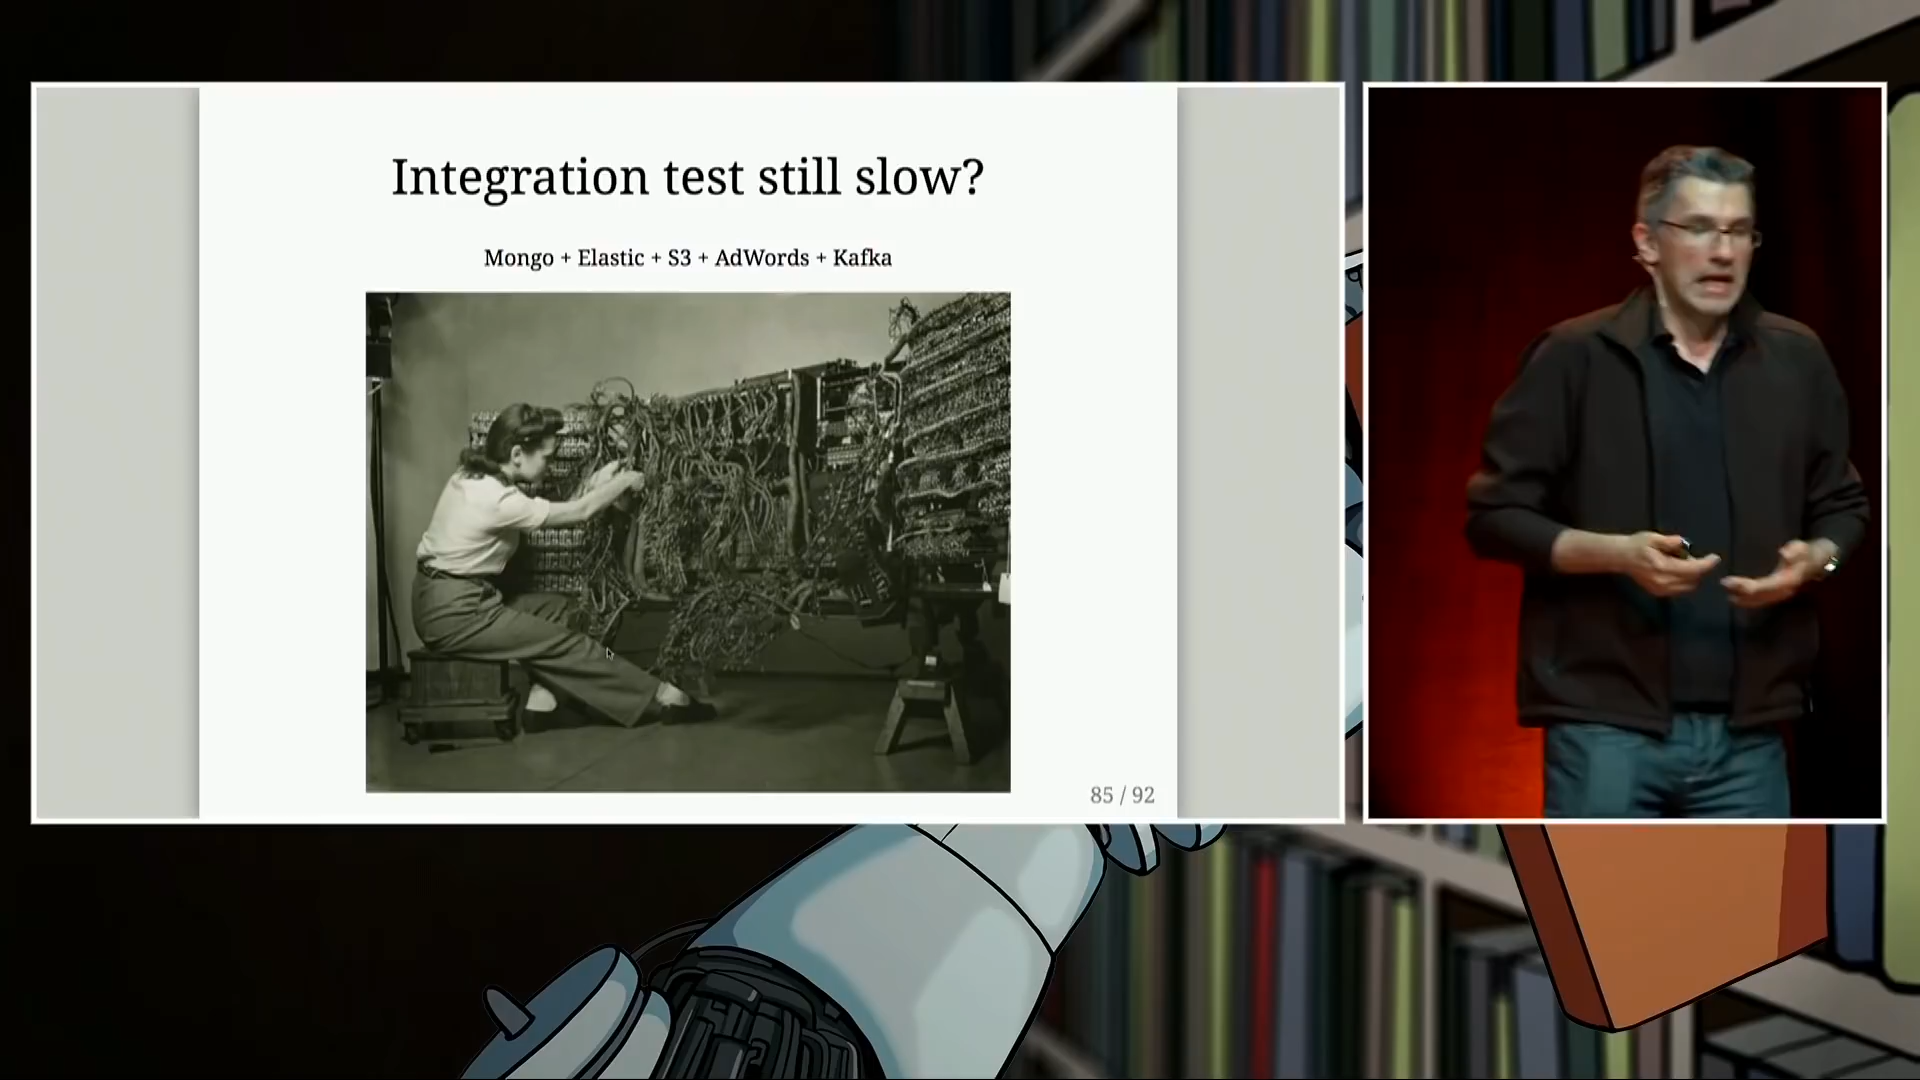 Integration test still slow?
Mongo + Elastic + S3 + AdWords + Kafka
85 / 92